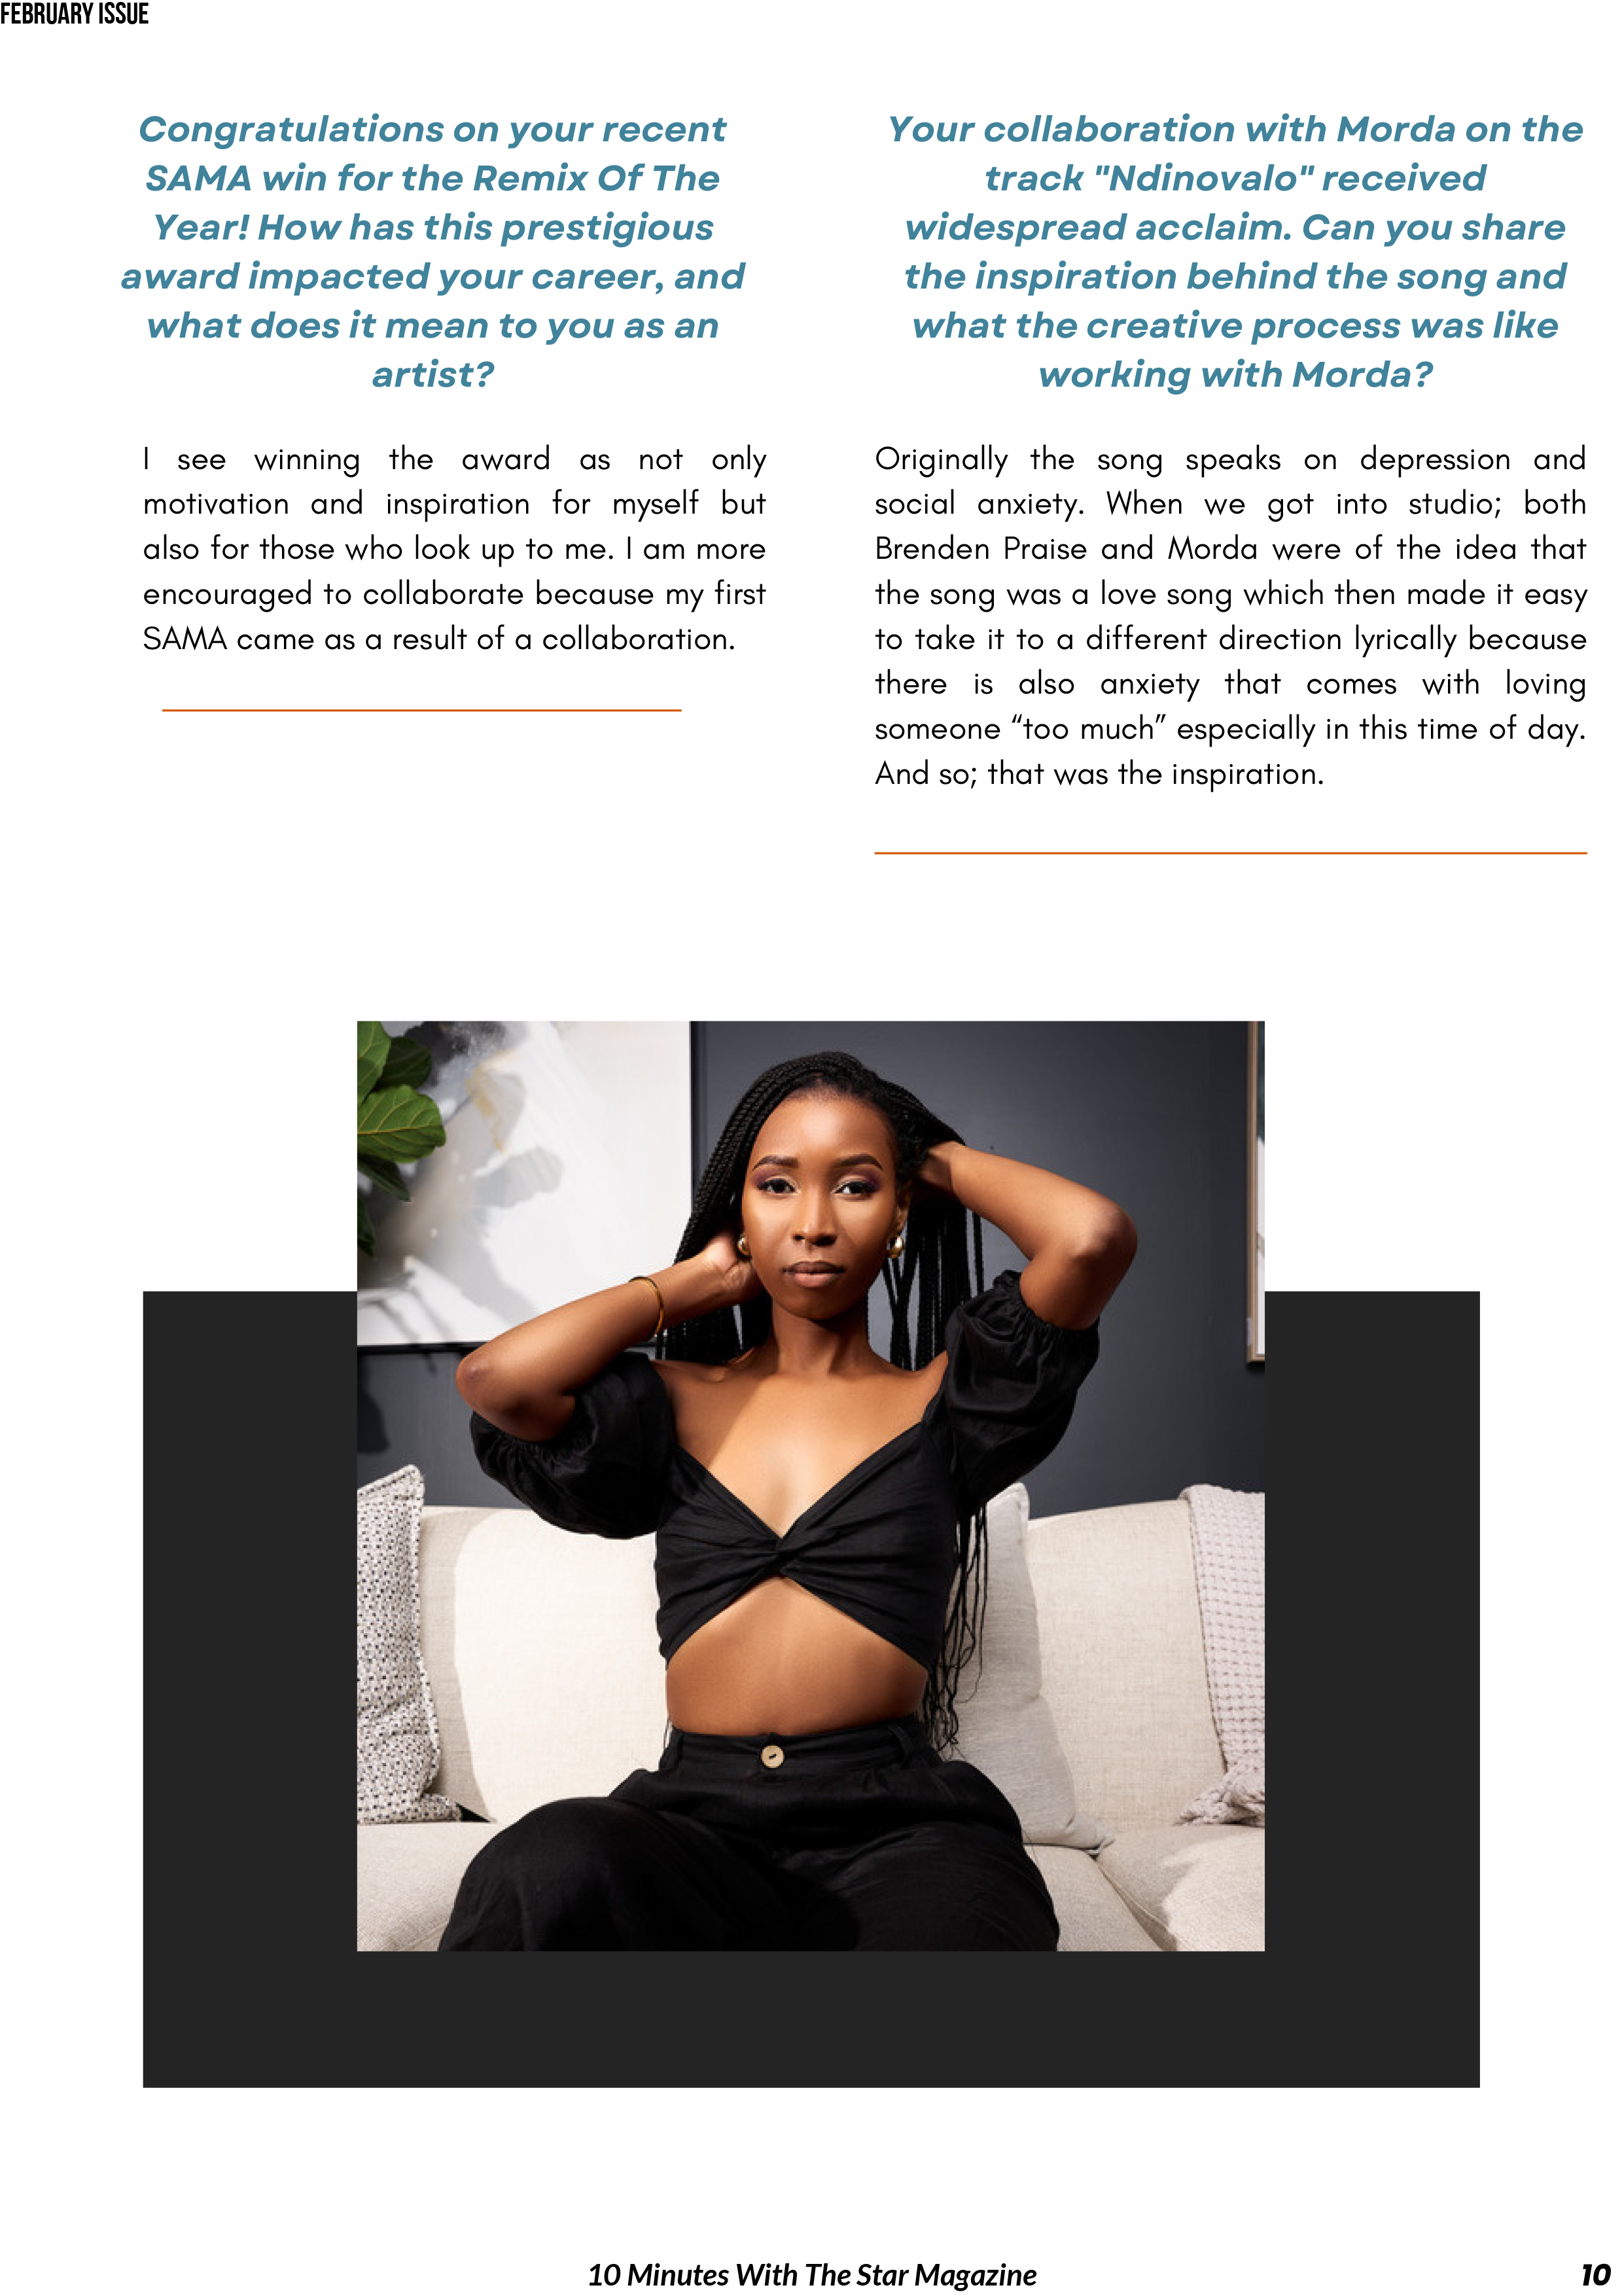 FEBRUARY ISSUE
Congratulations on your recent
SAMA win for the Remix Of The
Year! How has this prestigious
award impacted your career, and
what does it mean to you as an
artist?
I see winning the award as not only
motivation and inspiration for myself but
also for those who look up to me. I am more
encouraged to collaborate because my first
SAMA came as a result of a collaboration.
Your collaboration with Morda on the
track "Ndinovalo" received
widespread acclaim. Can you share
the inspiration behind the song and
what the creative process was like
working with Morda?
Originally the song speaks on depression and
social anxiety. When we got into studio; both
Brenden Praise and Morda were of the idea that
the song was a love song which then made it easy
to take it to a different direction lyrically because
there is also anxiety that comes with loving
someone “too much” especially in this time of day.
And so; that was the inspiration.
10 Minutes With The Star Magazine
10